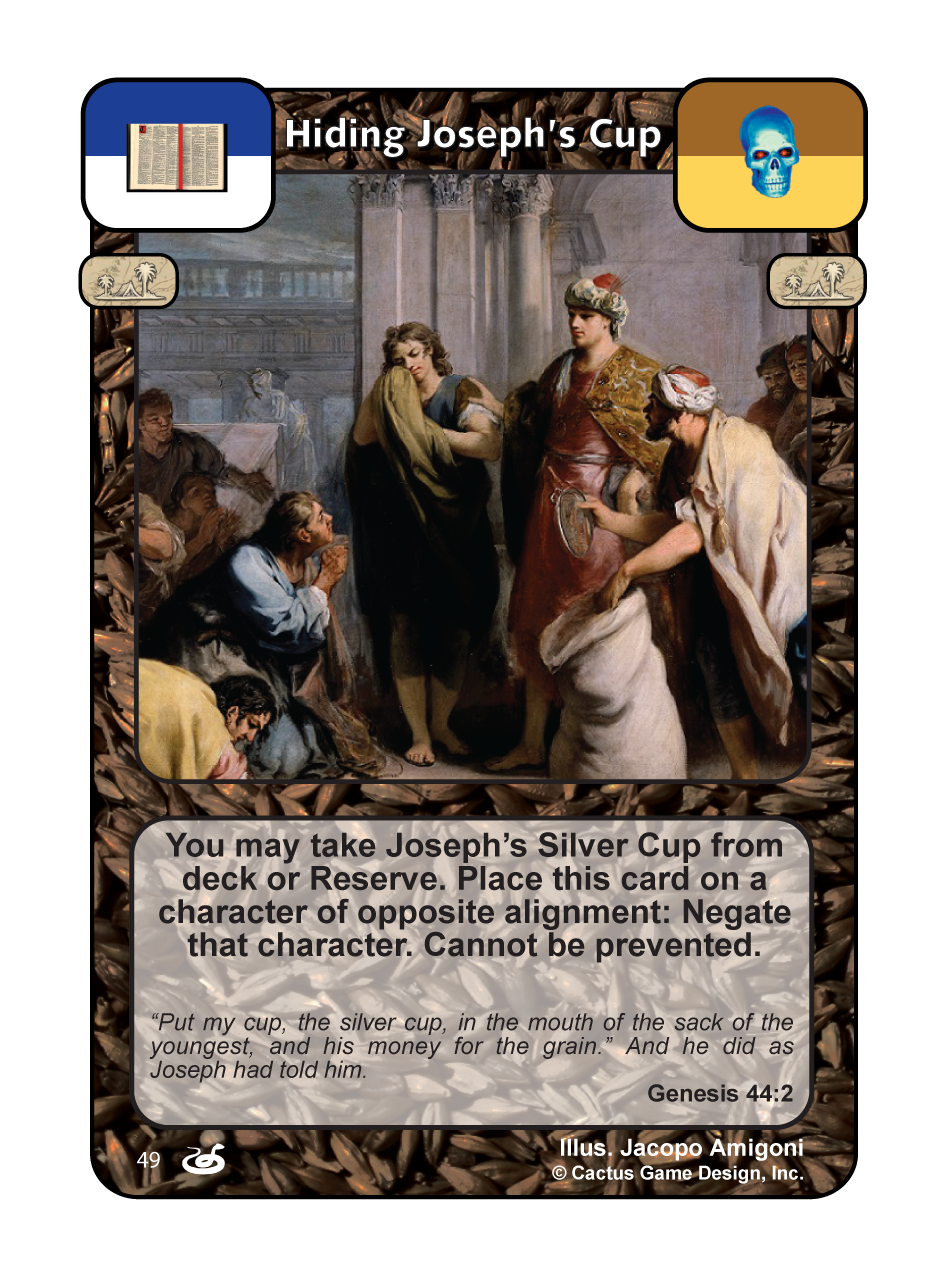 Hiding Joseph's Cup
You may take Joseph’s Silver Cup from
deck or Reserve. Place this card on a
character of opposite alignment: Negate
that character. Cannot be prevented.
“Put my cup, the silver cup, in the mouth of the sack of the
youngest, and his money for the grain.” And he did as
Joseph had told him.
Genesis 44:2
49
Illus. Jacopo Amigoni
© Cactus Game Design, Inc.